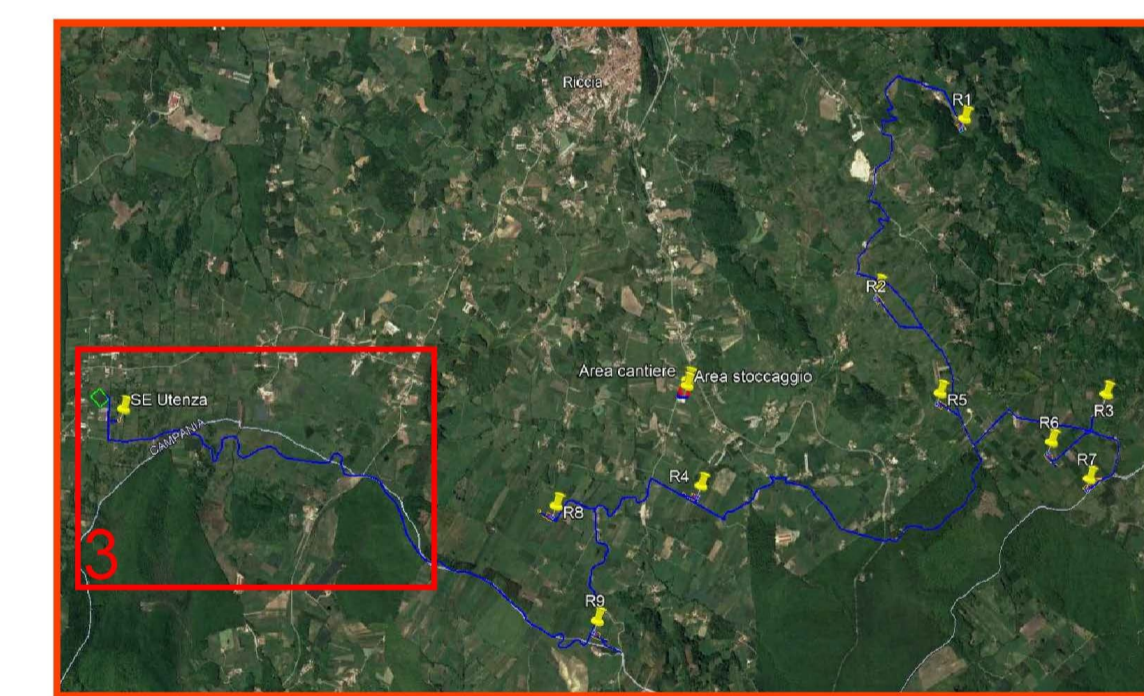 Riccia
R1
R2
Area cantiere
Area stoccaggio
R5
R3
SE Utenza
R6
CAMPANIA
R7
R4
R8
3
R9